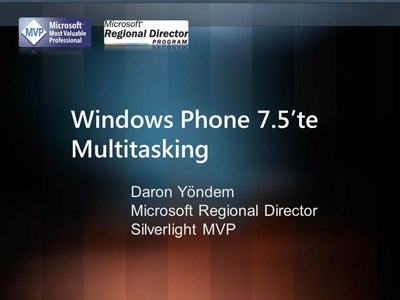 MVP
Microsoft®
Most Valuable
Professional
Microsoft®
Regional Director
PROGRAM
Windows Phone 7.5’te
Multitasking
Daron Yöndem
Microsoft Regional Director
Silverlight MVP